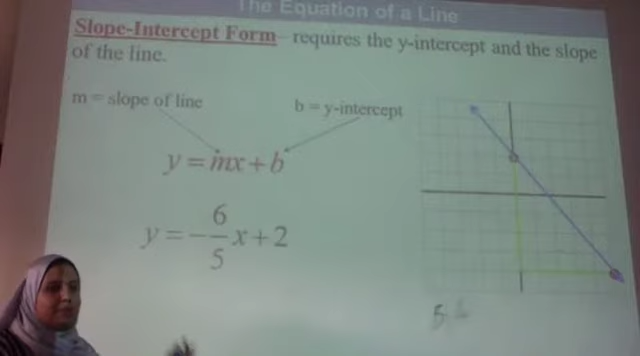 The Equation of a Line
Slope-Intercept Form requires the y-intercept and the slope
of the line.
m = slope of line
b = y-intercept
y = mx + b
y = -6/5 x + 2